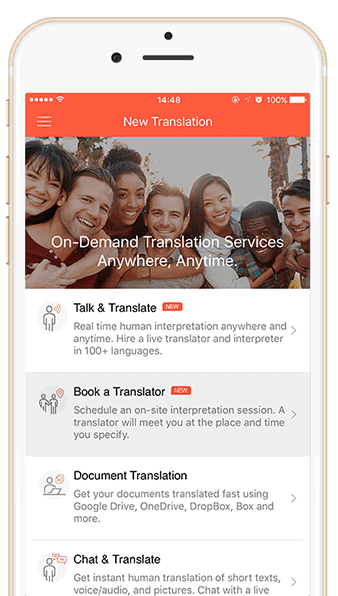 14:48
100%
New Translation
On-Demand Translation Services
Anywhere, Anytime.
Talk & Translate NEW
Real time human interpretation anywhere and
anytime. Hire a live translator and interpreter
in 100+ languages.
Book a Translator NEW
Schedule an on-site interpretation session. A
translator will meet you at the place and time
you specify.
Document Translation
Get your documents translated fast using
Google Drive, OneDrive, DropBox, Box and
more.
Chat & Translate
Get instant human translation of short texts,
voice/audio, and pictures. Chat with a live